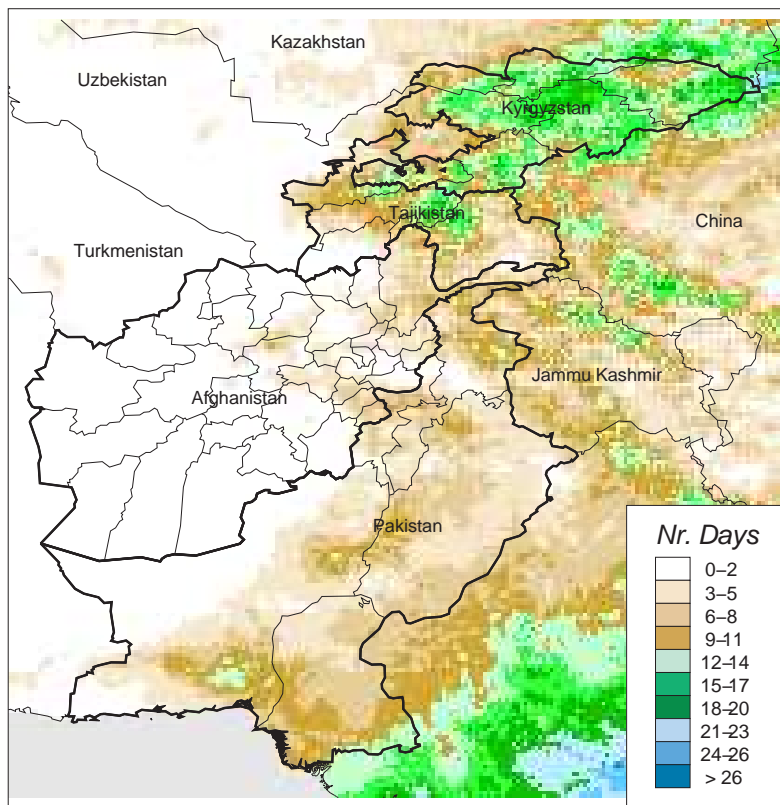 Kazakhstan
Uzbekistan
Kyrgyzstan
Tajikistan
China
Turkmenistan
Jammu Kashmir
Afghanistan
Pakistan
Nr. Days
0–2
3–5
6–8
9–11
12–14
15–17
18–20
21–23
24–26
> 26